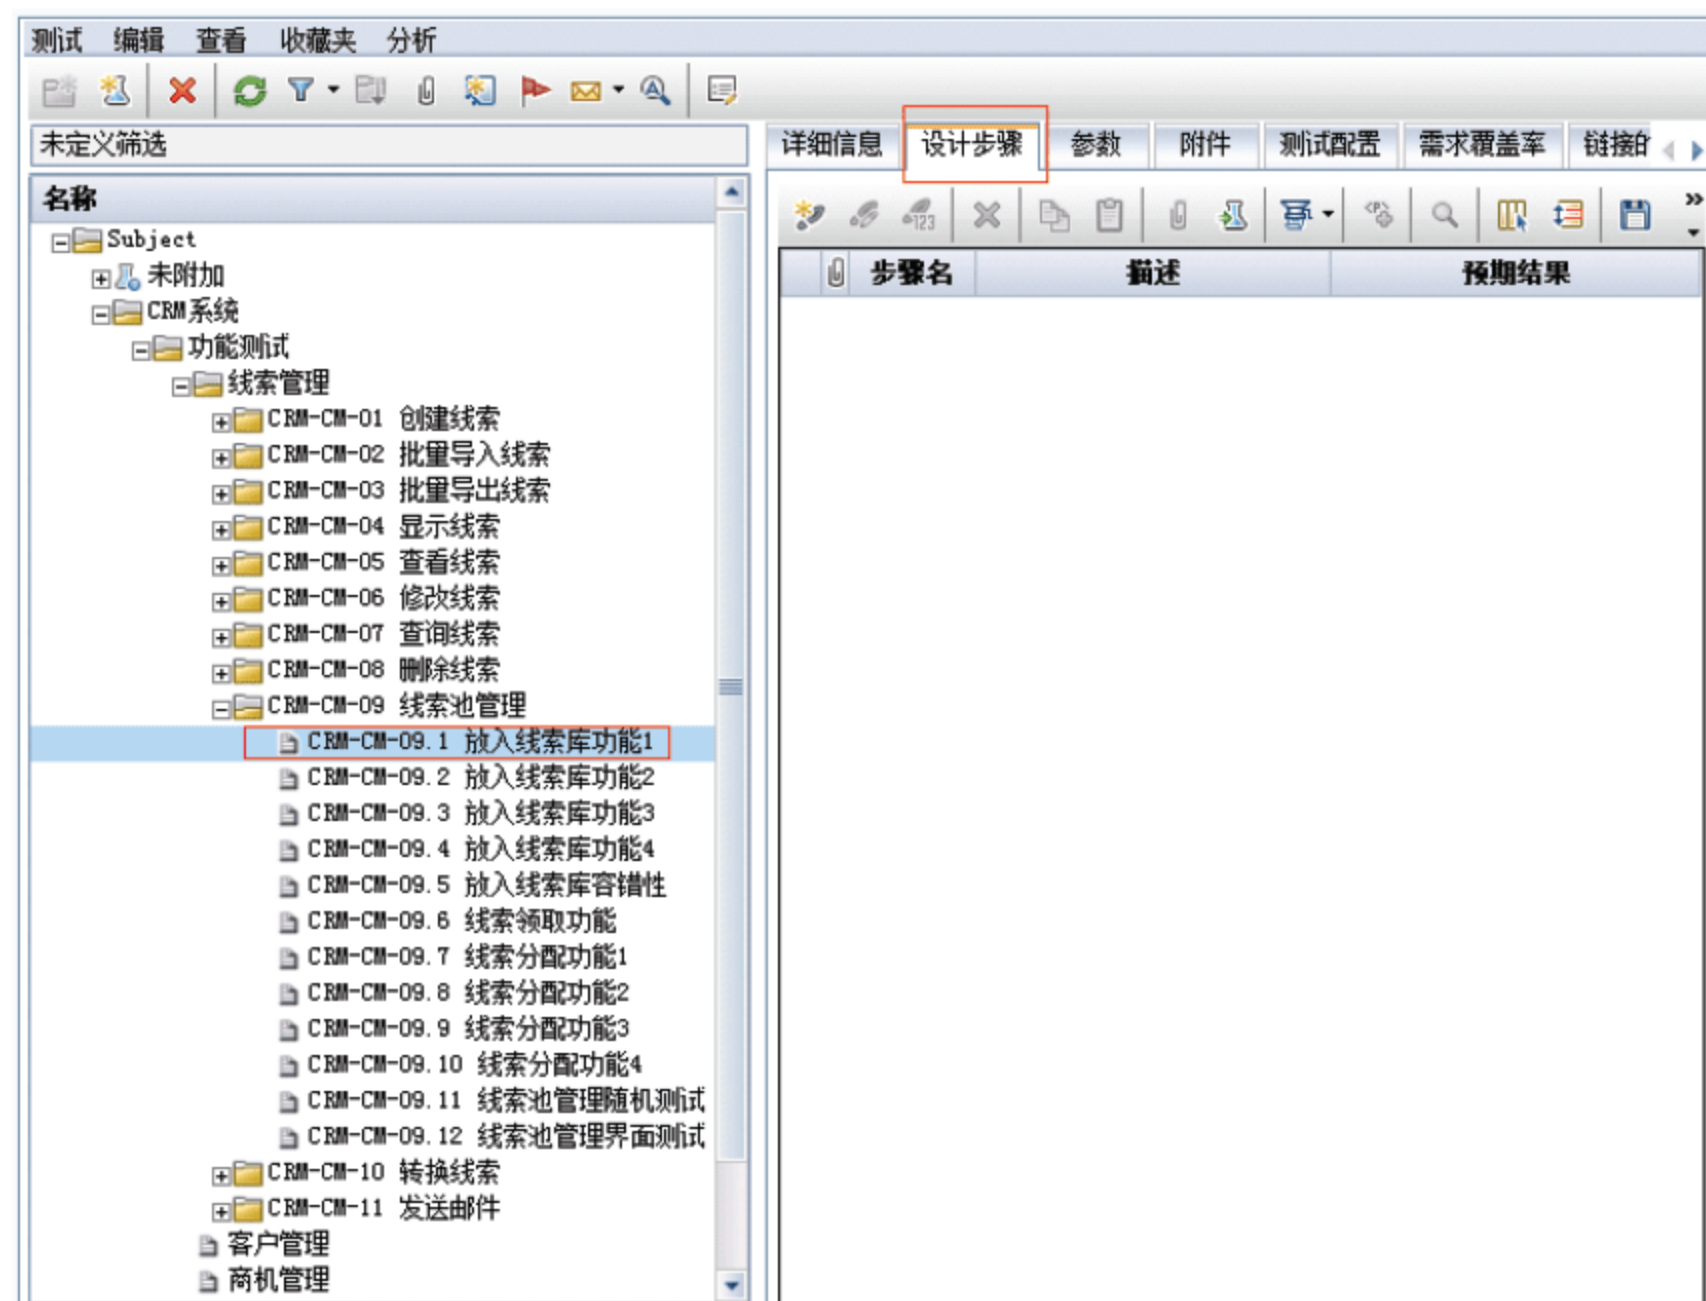 测试 编辑 查看 收藏夹 分析
未定义筛选
名称
Subject
未附加
CRM系统
功能测试
线索管理
CRM-CM-01 创建线索
CRM-CM-02 批量导入线索
CRM-CM-03 批量导出线索
CRM-CM-04 显示线索
CRM-CM-05 查看线索
CRM-CM-06 修改线索
CRM-CM-07 查询线索
CRM-CM-08 删除线索
CRM-CM-09 线索池管理
CRM-CM-09.1 放入线索库功能1
CRM-CM-09.2 放入线索库功能2
CRM-CM-09.3 放入线索库功能3
CRM-CM-09.4 放入线索库功能4
CRM-CM-09.5 放入线索库容错性
CRM-CM-09.6 线索领取功能
CRM-CM-09.7 线索分配功能1
CRM-CM-09.8 线索分配功能2
CRM-CM-09.9 线索分配功能3
CRM-CM-09.10 线索分配功能4
CRM-CM-09.11 线索池管理随机测试
CRM-CM-09.12 线索池管理界面测试
CRM-CM-10 转换线索
CRM-CM-11 发送邮件
客户管理
商机管理
详细信息 设计步骤 参数 附件 测试配置 需求覆盖率 链接的
步骤名 描述 预期结果